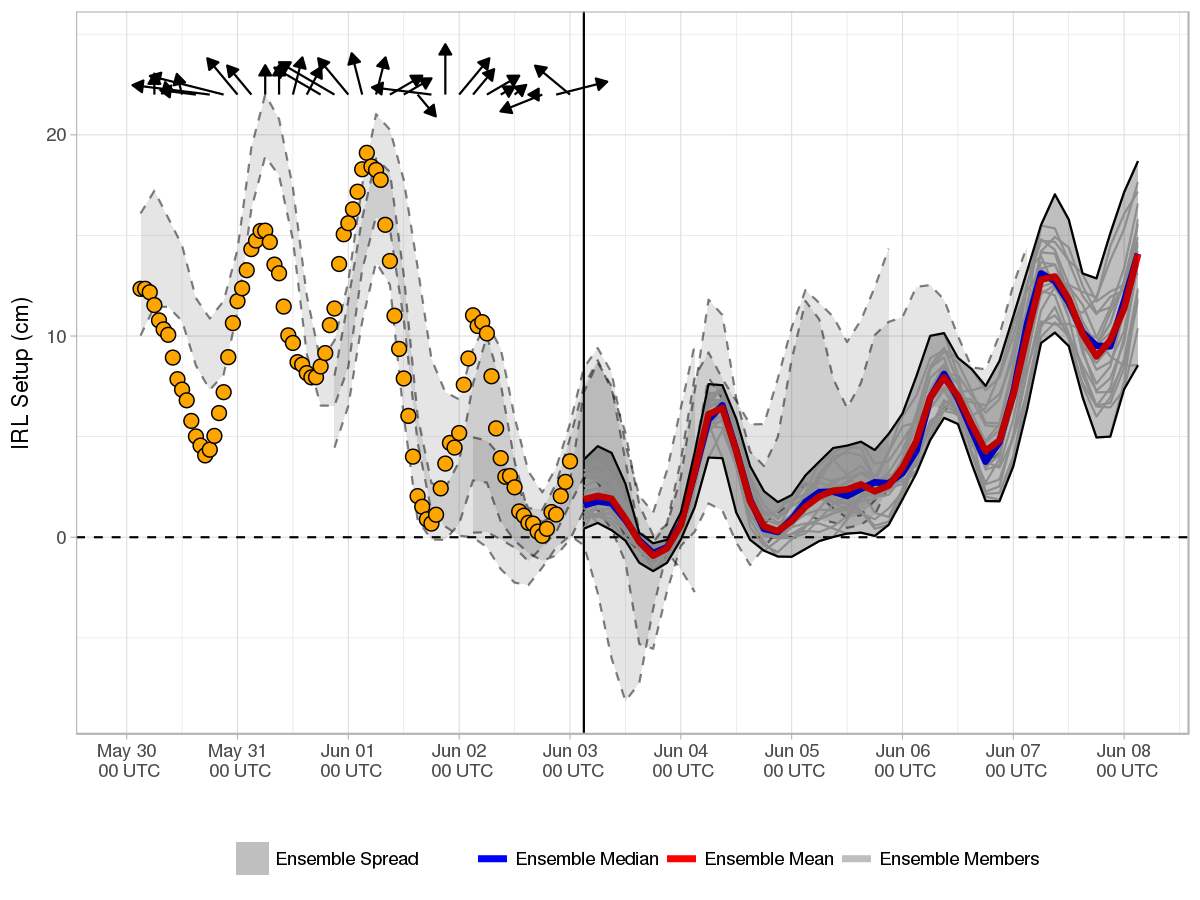 IRL Setup (cm)
20
10
0
May 30 May 31 Jun 01 Jun 02 Jun 03 Jun 04 Jun 05 Jun 06 Jun 07 Jun 08
00 UTC 00 UTC 00 UTC 00 UTC 00 UTC 00 UTC 00 UTC 00 UTC 00 UTC 00 UTC
Ensemble Spread Ensemble Median Ensemble Mean Ensemble Members